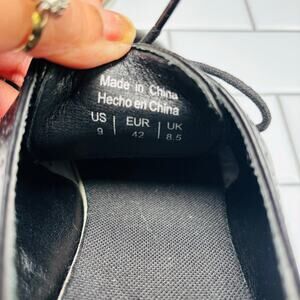 Made in China
Hecho en China
US EUR UK
9 42 8.5